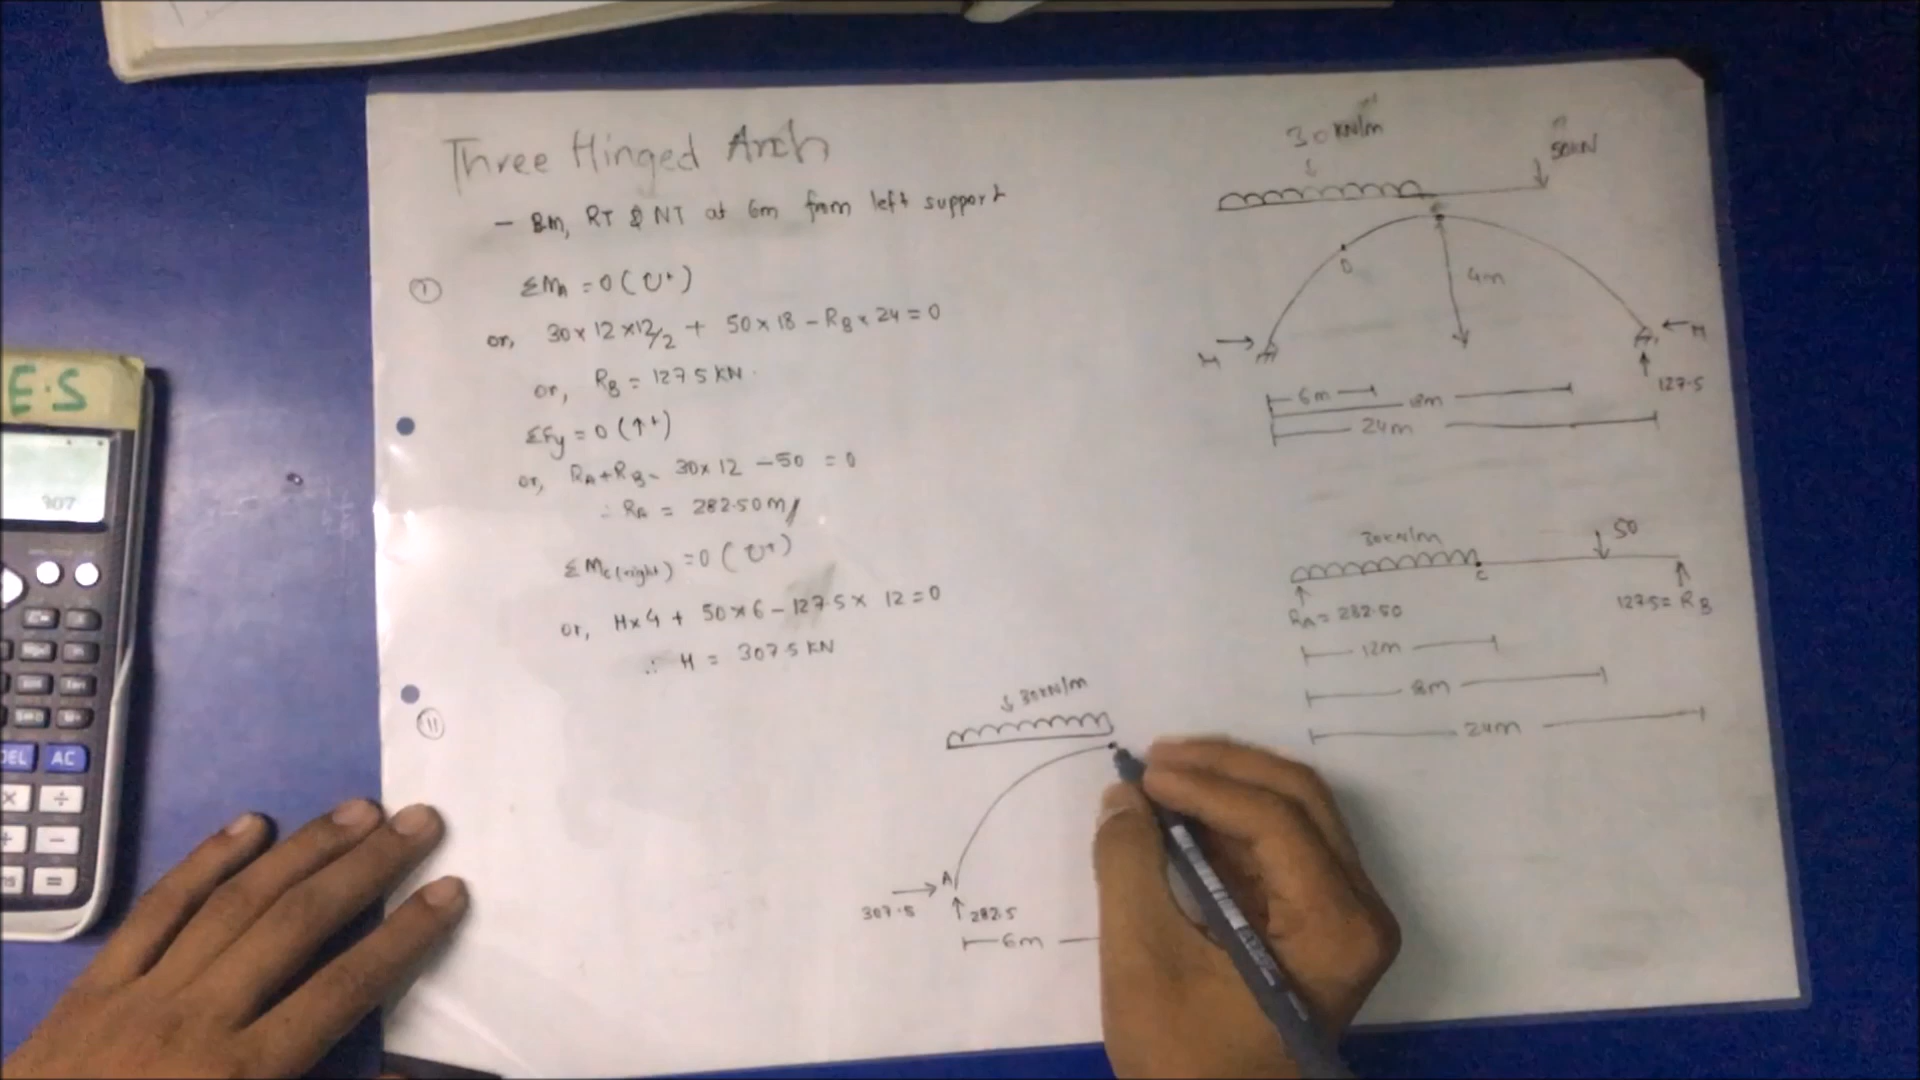 Three Hinged Arch
- BM, RT & NT at 6m from left support
I
ΣMA = 0 (↺+)
or, 30 x 12 x 12/2 + 50 x 18 - RB x 24 = 0
or, RB = 127.5 KN
ΣFy = 0 (↑+)
or, RA + RB - 30 x 12 - 50 = 0
∴ RA = 282.50 m/
ΣMc(right) = 0 (↺+)
or, H x 4 + 50 x 6 - 127.5 x 12 = 0
∴ H = 307.5 KN
II
↓ 30KN/m
A
307.5
282.5
6m
30 KN/m
50KN
C
D
4m
H
H
127.5
6m
18m
24m
30KN/m
50
C
RA = 282.50
127.5 = RB
12m
18m
24m
E.S
307
DEL
AC
x
÷
+
-
=